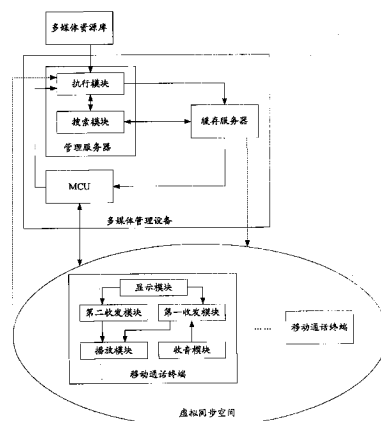 多媒体资源库
执行模块
搜索模块
管理服务器
缓存服务器
MCU
多媒体管理设备
显示模块
第二收发模块
第一收发模块
播放模块
收音模块
移动通话终端
…… 移动通话终端
虚拟同步空间